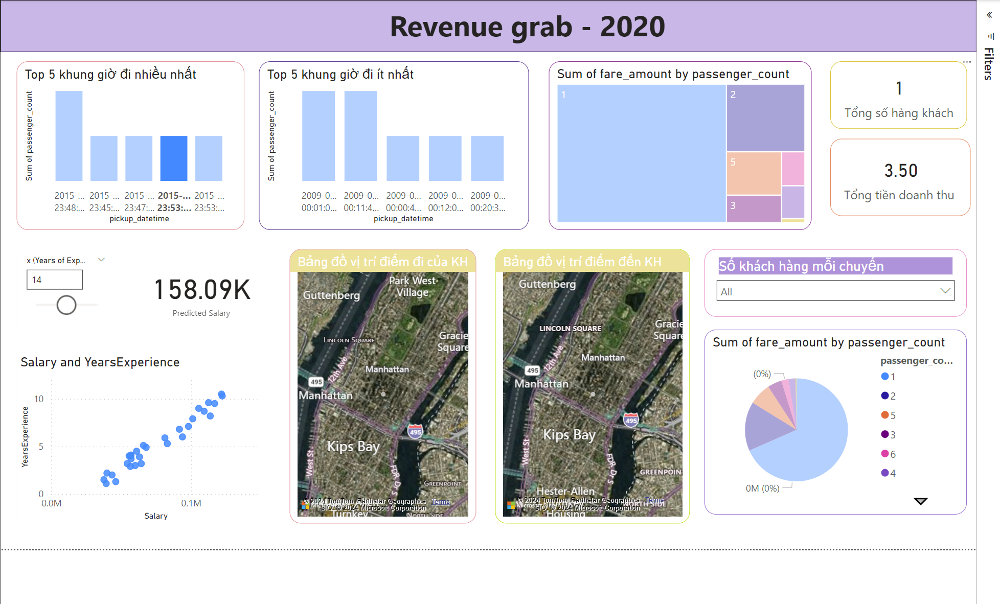 Revenue grab - 2020
Filters
Top 5 khung giờ đi nhiều nhất
Sum of passenger_count
2015-... 2015-... 2015-... 2015-... 2015-...
23:48:... 23:45:... 23:47:... 23:53:... 23:53:...
pickup_datetime
Top 5 khung giờ đi ít nhất
Sum of passenger_count
2009-0... 2009-0... 2009-0... 2009-0... 2009-0...
00:01:0... 00:11:4... 00:00:4... 00:12:0... 00:20:3...
pickup_datetime
Sum of fare_amount by passenger_count
1
2
5
3
1
Tổng số hàng khách
3.50
Tổng tiền doanh thu
x (Years of Exp...
14
158.09K
Predicted Salary
Salary and YearsExperience
YearsExperience
10
5
0
0.0M 0.1M
Salary
Bảng đồ vị trí điếm đi của KH
Park West
Village
Guttenberg
LINCOLN SQUARE
Gracie
Square
12th Ave
Manhattan
495
Manhattan
495
Kips Bay
West St
FDR Dr S
GREENPOINT
© 2024 TomTom, Earthstar Geographics Terms
SIO, © 2024 Microsoft Corporation
Turnkey
NORTH SIDE
Bảng đồ vị trí điếm đến KH
Guttenberg
LINCOLN SQUARE
Gracie
Square
12th Ave
Manhattan
495
Manhattan
495
Kips Bay
West St
FDR Dr S
GREENPOINT
Hester-Allen
© 2024 TomTom, Earthstar Geographics Terms
SIO, © 2024 Microsoft Corporation
NORTH SIDE
Housing
Số khách hàng mỗi chuyến
All
Sum of fare_amount by passenger_count
passenger_co...
(0%)
0M (0%)
1
2
5
3
6
4